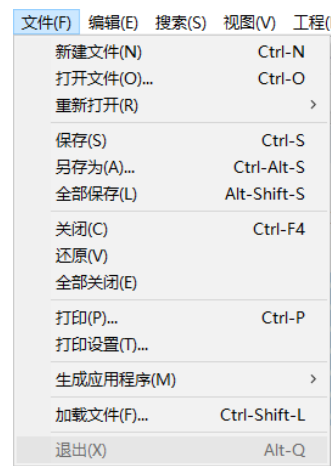 文件(F) 编辑(E) 搜索(S) 视图(V) 工程(
新建文件(N) Ctrl-N
打开文件(O)... Ctrl-O
重新打开(R)
保存(S) Ctrl-S
另存为(A)... Ctrl-Alt-S
全部保存(L) Alt-Shift-S
关闭(C) Ctrl-F4
还原(V)
全部关闭(E)
打印(P)... Ctrl-P
打印设置(T)...
生成应用程序(M)
加载文件(F)... Ctrl-Shift-L
退出(X) Alt-Q